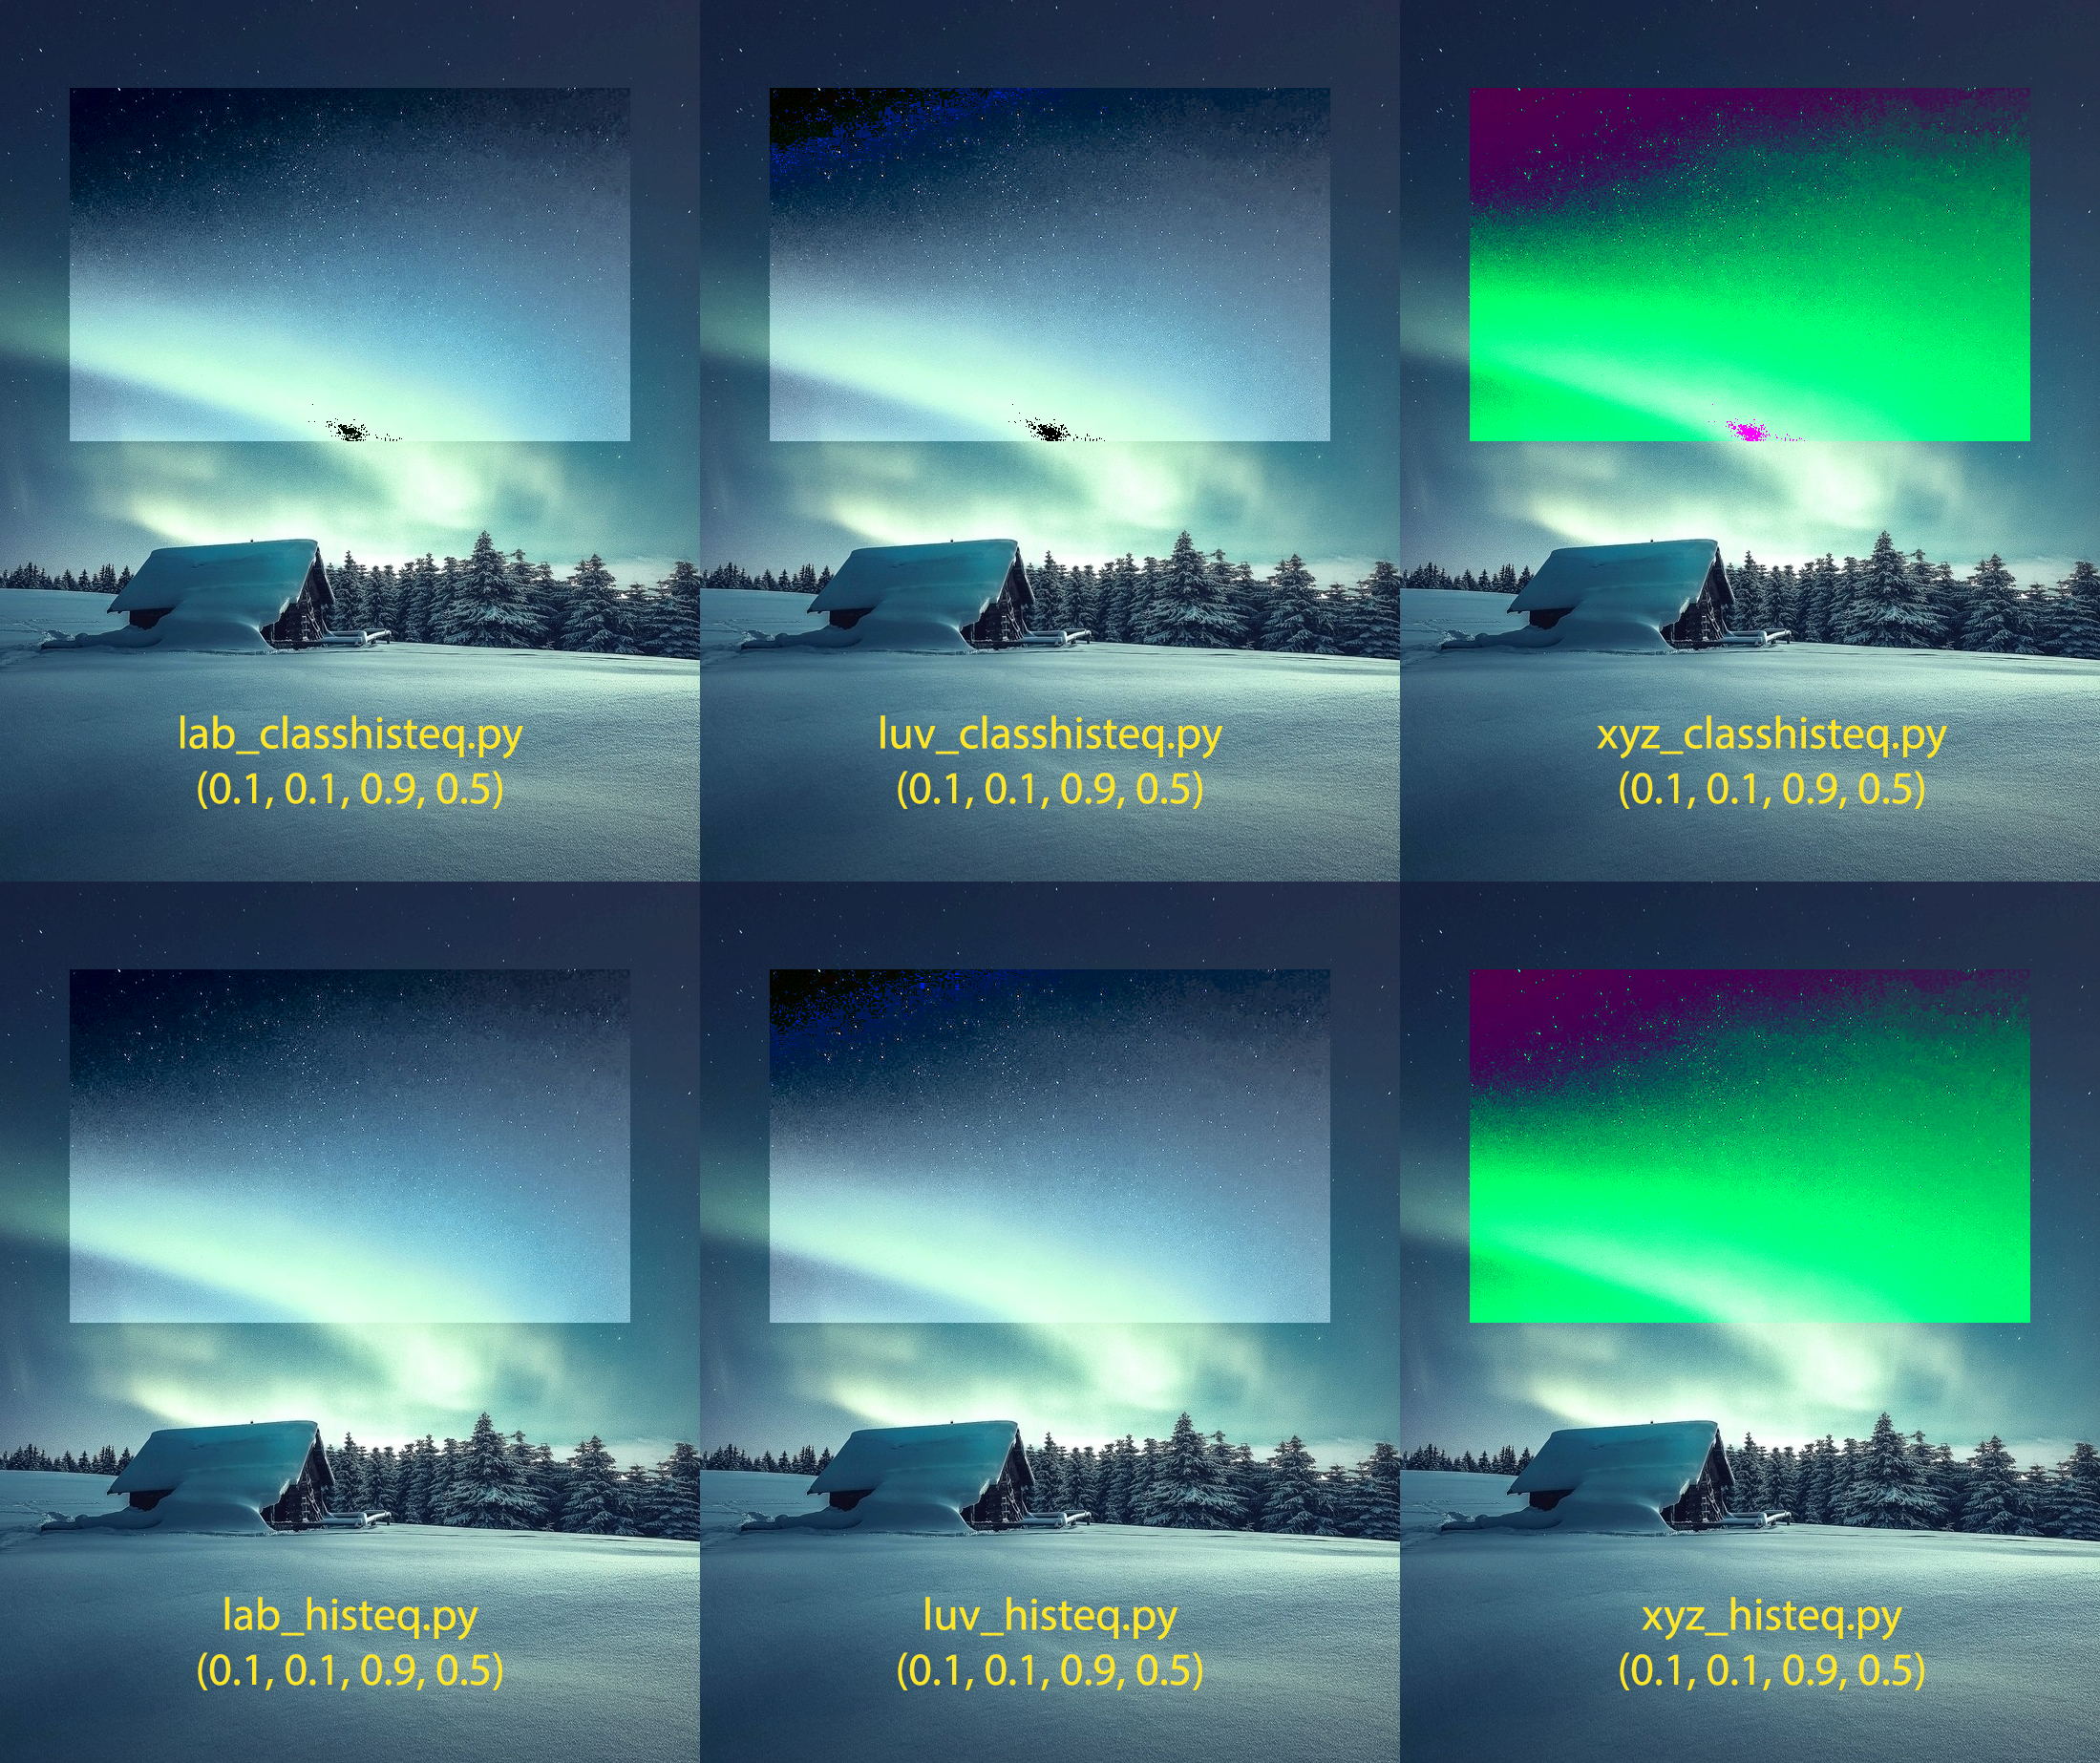 lab_classhisteq.py
(0.1, 0.1, 0.9, 0.5)
luv_classhisteq.py
(0.1, 0.1, 0.9, 0.5)
xyz_classhisteq.py
(0.1, 0.1, 0.9, 0.5)
lab_histeq.py
(0.1, 0.1, 0.9, 0.5)
luv_histeq.py
(0.1, 0.1, 0.9, 0.5)
xyz_histeq.py
(0.1, 0.1, 0.9, 0.5)